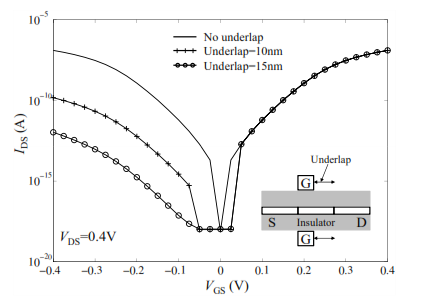 10^−5
No underlap
Underlap=10nm
Underlap=15nm
10^−10
I_DS (A)
Underlap
10^−15
G
S Insulator D
V_DS=0.4V
G
10^−20
−0.4 −0.3 −0.2 −0.1 0 0.1 0.2 0.3 0.4
V_GS (V)